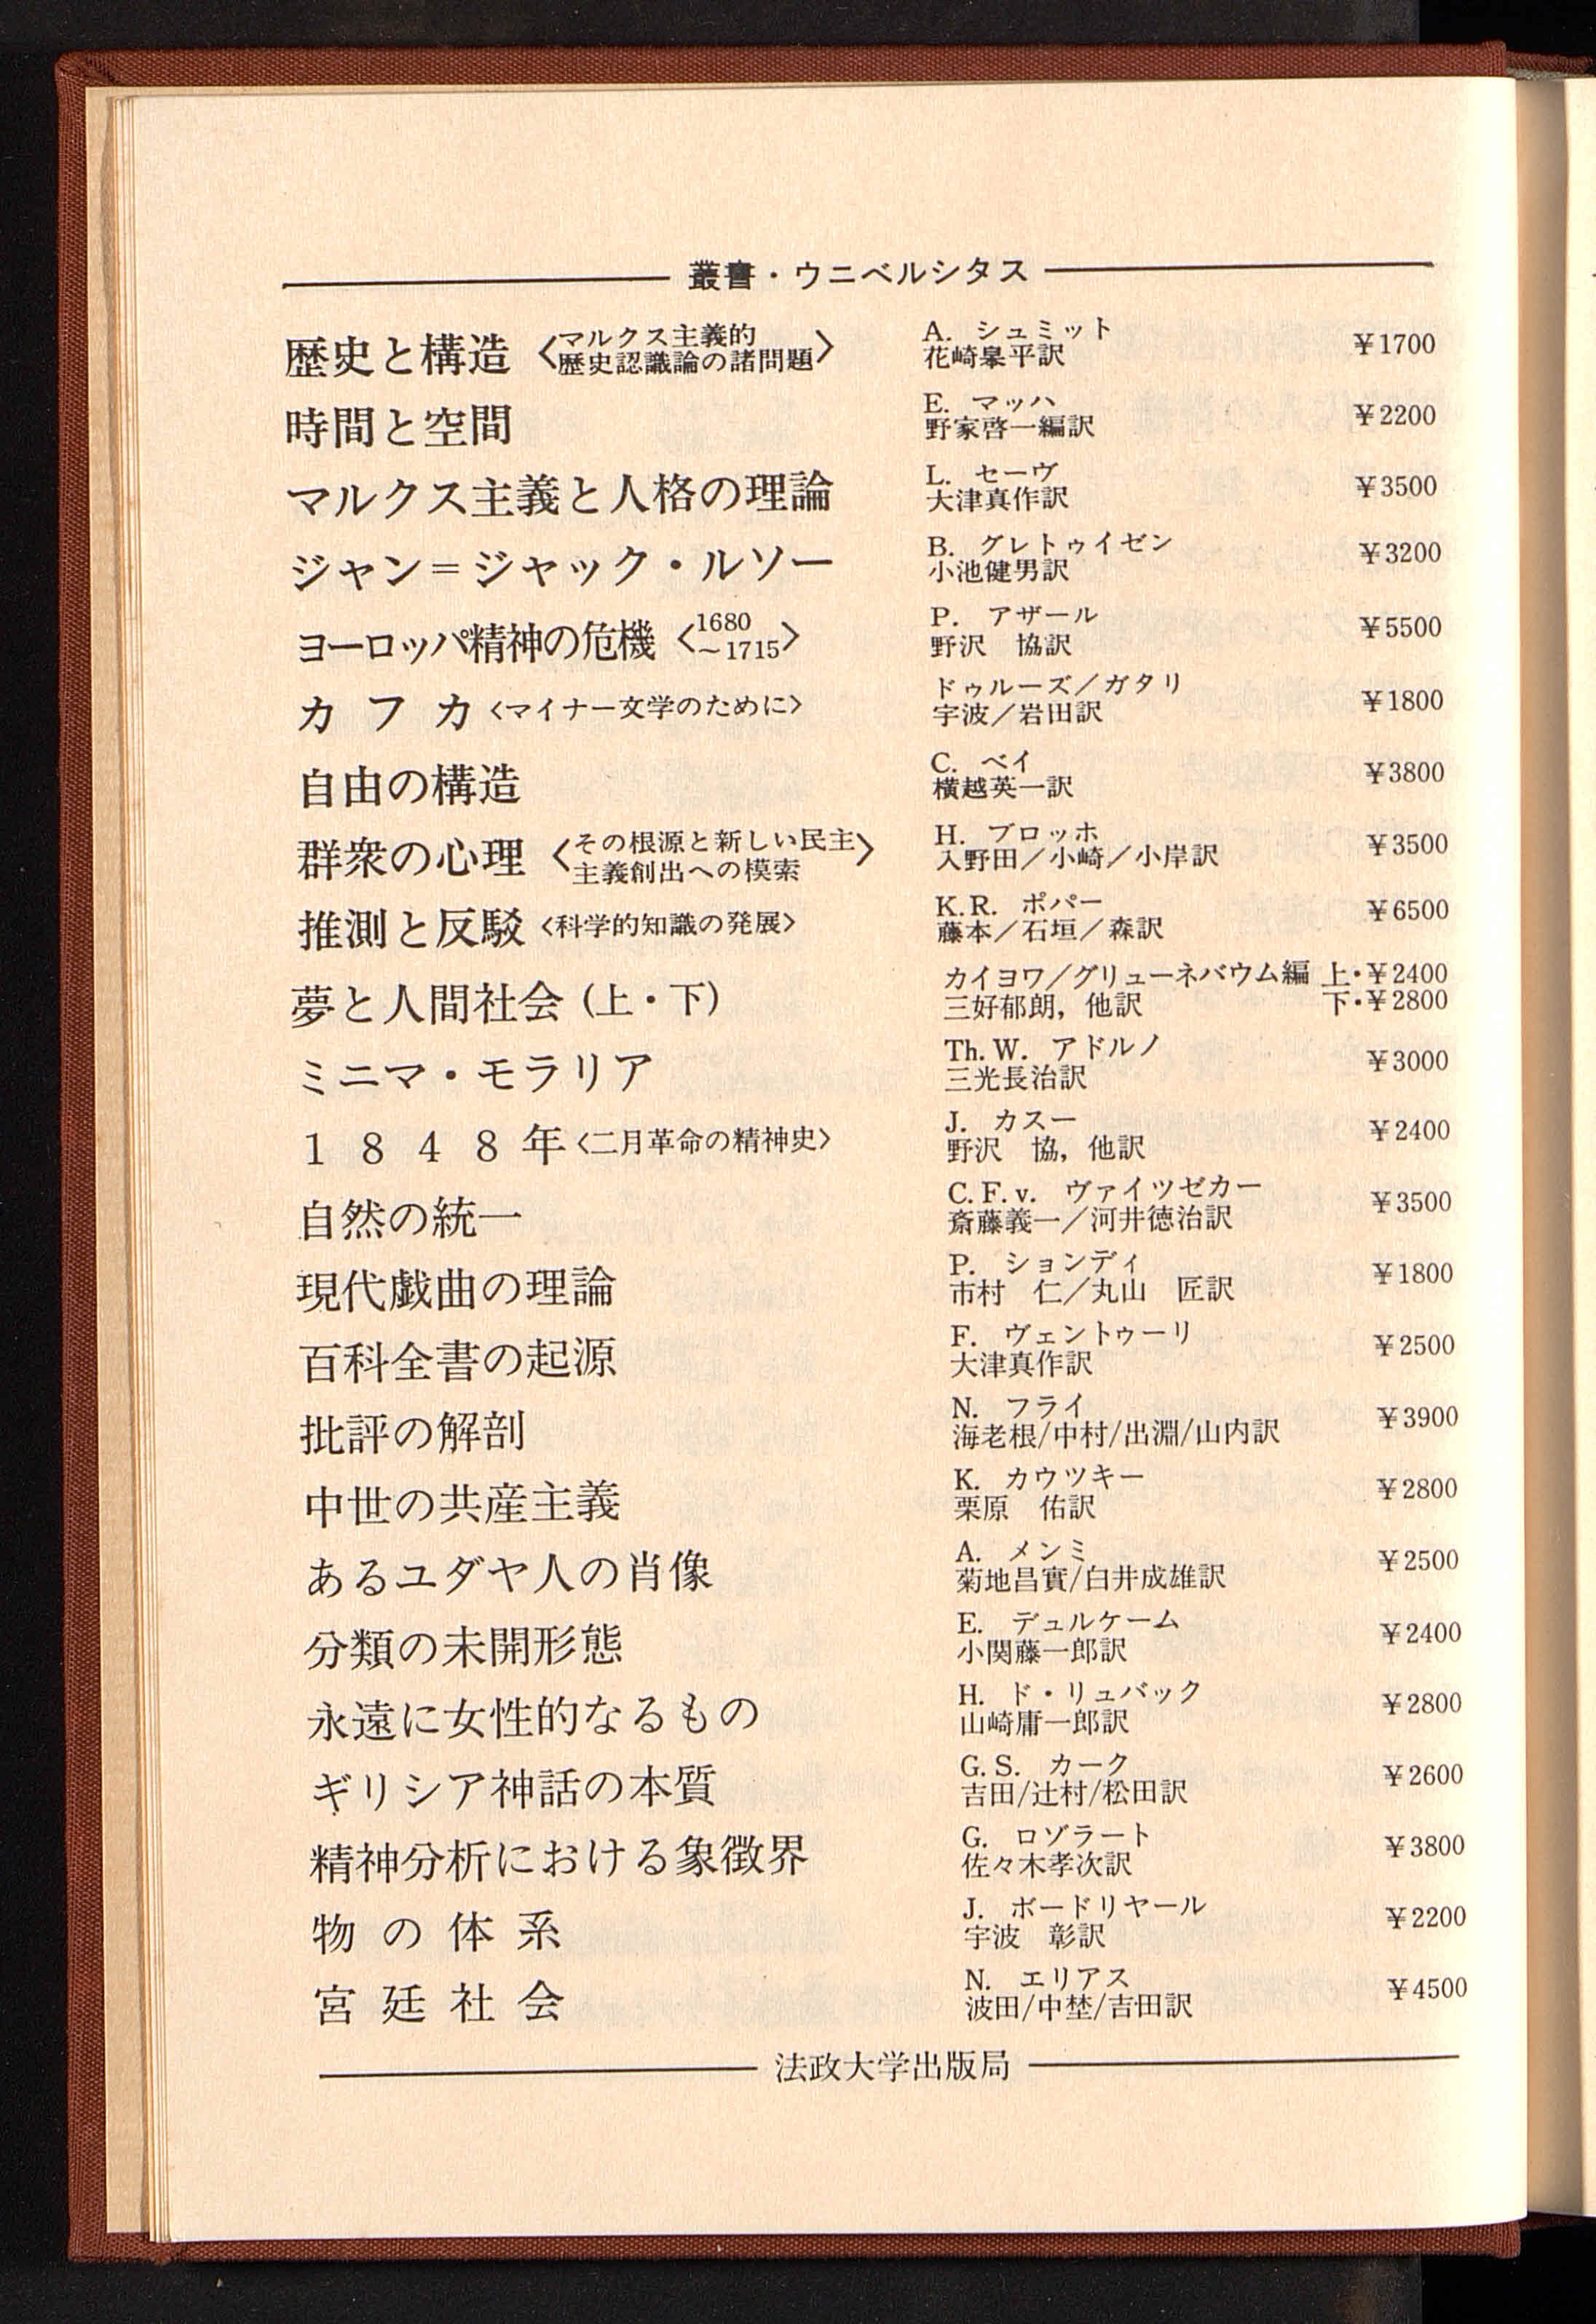 叢書・ウニベルシタス
歴史と構造 〈マルクス主義的 歴史認識論の諸問題〉 A. シュミット 花崎皋平訳 ¥1700
時間と空間 E. マッハ 野家啓一編訳 ¥2200
マルクス主義と人格の理論 L. セーヴ 大津真作訳 ¥3500
ジャン＝ジャック・ルソー B. グレトゥイゼン 小池健男訳 ¥3200
ヨーロッパ精神の危機 〈1680～1715〉 P. アザール 野沢 協訳 ¥5500
カフカ〈マイナー文学のために〉 ドゥルーズ／ガタリ 宇波／岩田訳 ¥1800
自由の構造 C. ベイ 横越英一訳 ¥3800
群衆の心理 〈その根源と新しい民主 主義創出への模索〉 H. ブロッホ 入野田／小崎／小岸訳 ¥3500
推測と反駁〈科学的知識の発展〉 K.R. ポパー 藤本／石垣／森訳 ¥6500
夢と人間社会 (上・下) カイヨワ／グリューネバウム編 三好郁朗，他訳 上・¥2400 下・¥2800
ミニマ・モラリア Th.W. アドルノ 三光長治訳 ¥3000
1848年〈二月革命の精神史〉 J. カスー 野沢 協，他訳 ¥2400
自然の統一 C.F.v. ヴァイツゼカー 斎藤義一／河井徳治訳 ¥3500
現代戯曲の理論 P. ションディ 市村 仁／丸山 匠訳 ¥1800
百科全書の起源 F. ヴェントゥーリ 大津真作訳 ¥2500
批評の解剖 N. フライ 海老根/中村/出淵/山内訳 ¥3900
中世の共産主義 K. カウツキー 栗原 佑訳 ¥2800
あるユダヤ人の肖像 A. メンミ 菊地昌實/白井成雄訳 ¥2500
分類の未開形態 E. デュルケーム 小関藤一郎訳 ¥2400
永遠に女性的なるもの H. ド・リュバック 山崎庸一郎訳 ¥2800
ギリシア神話の本質 G.S. カーク 吉田/辻村/松田訳 ¥2600
精神分析における象徴界 G. ロゾラート 佐々木孝次訳 ¥3800
物の体系 J. ボードリヤール 宇波 彰訳 ¥2200
宮廷社会 N. エリアス 波田/中埜/吉田訳 ¥4500
法政大学出版局